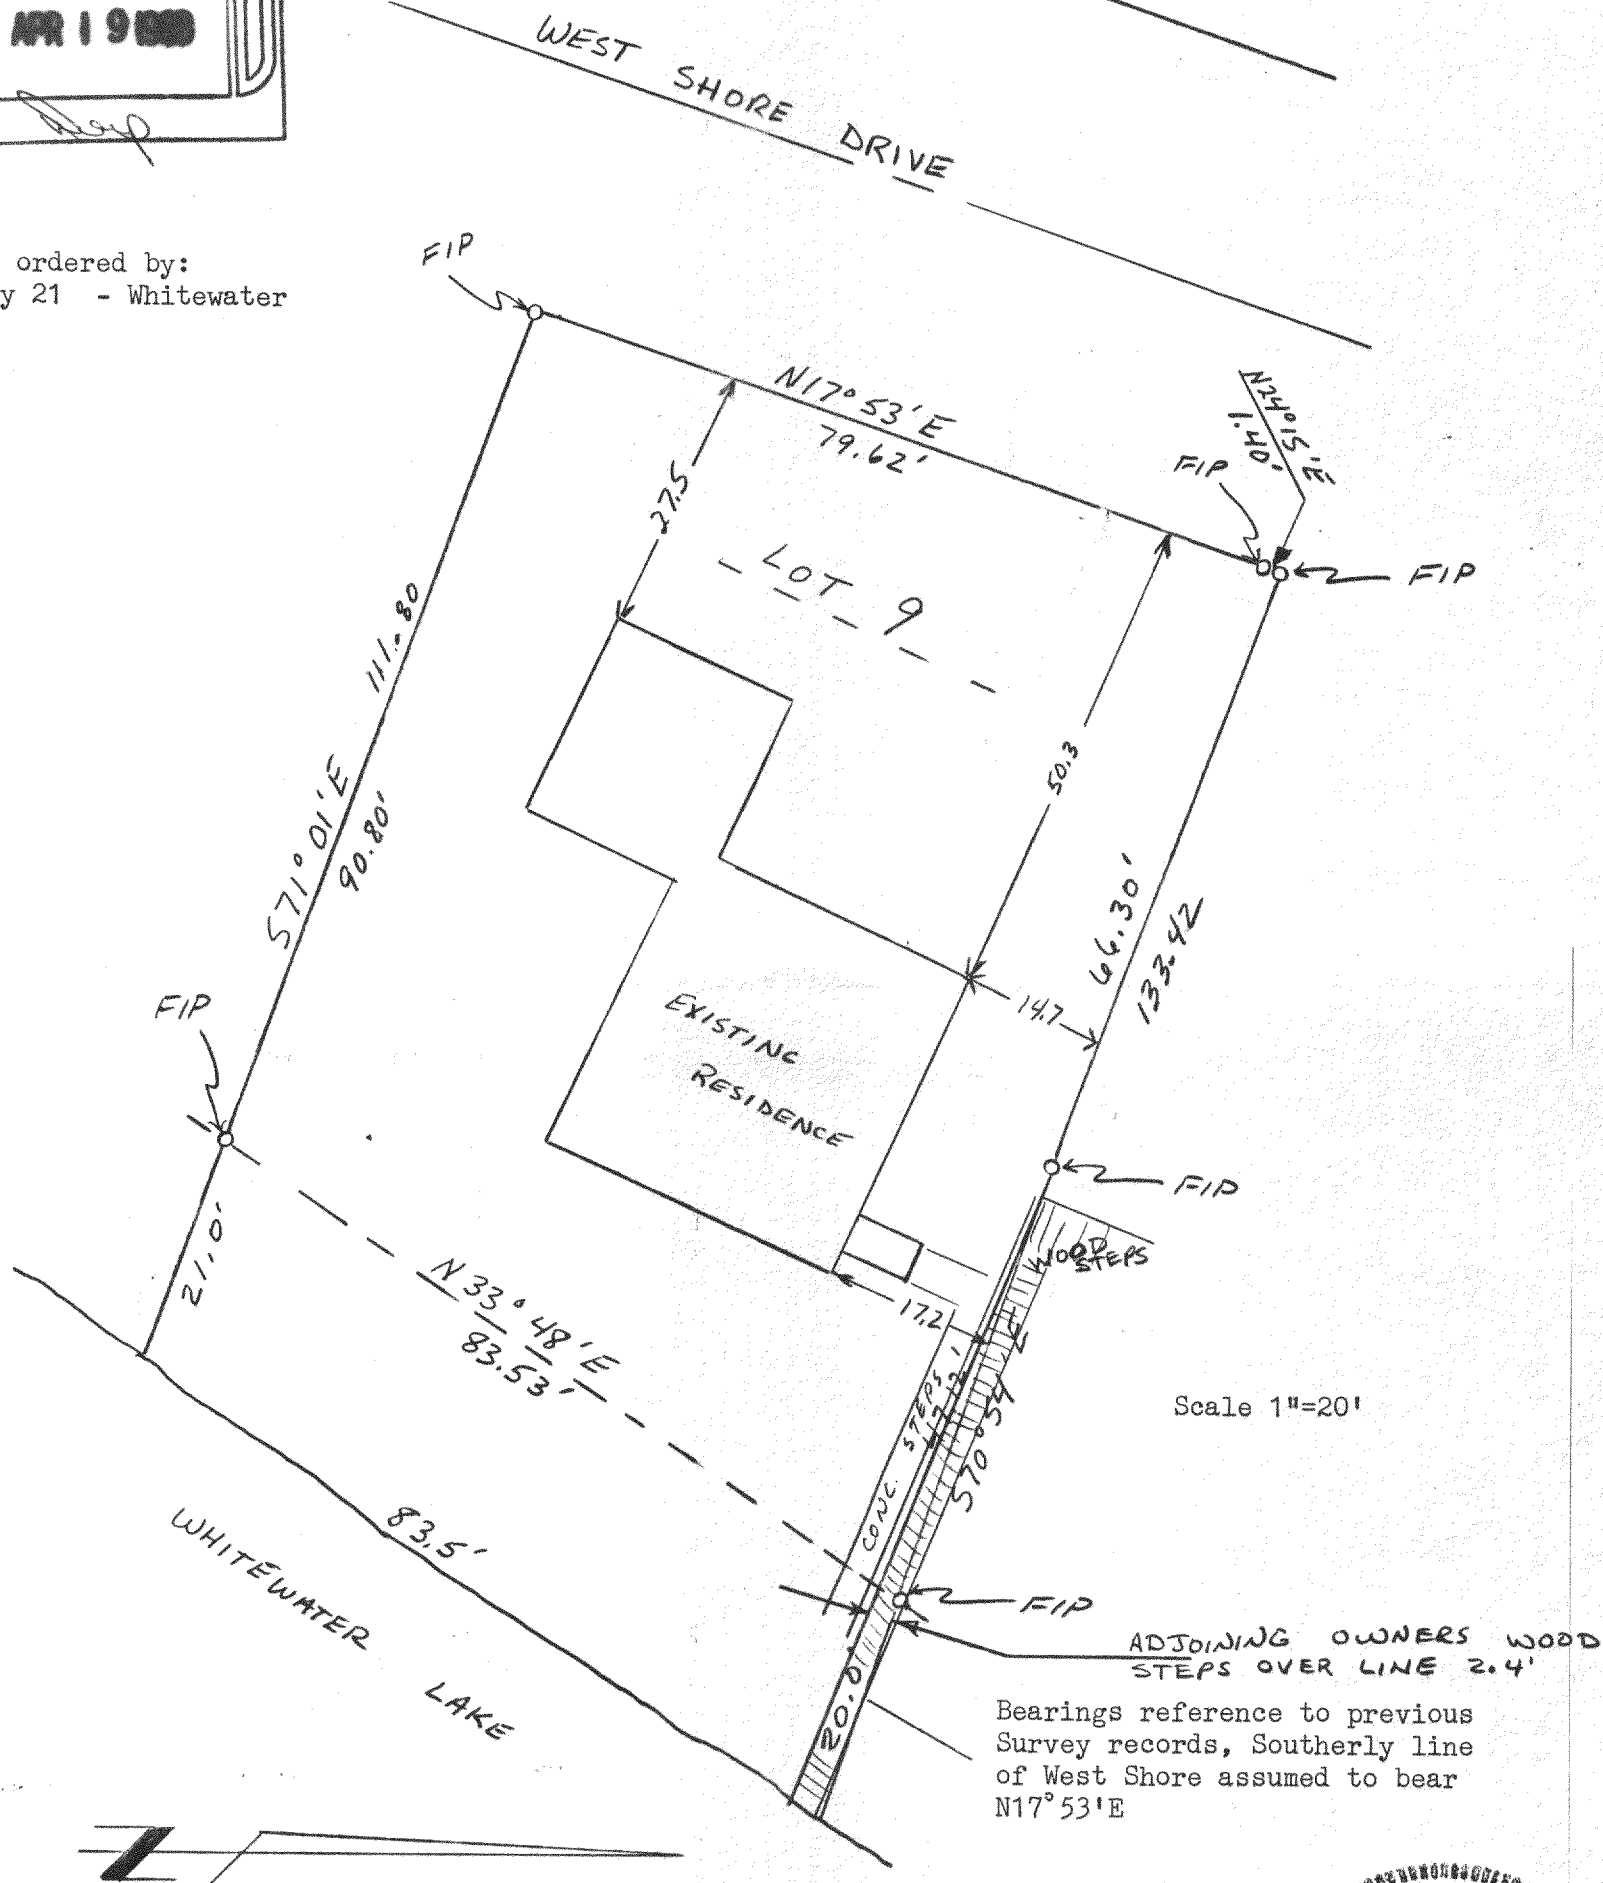 APR 19
WEST SHORE DRIVE
ordered by:
y 21 - Whitewater
FIP
N17°53'E
79.62'
N24°15'E
1.40'
FIP
FIP
27.5
LOT 9
111.80
S71°01'E
90.80'
50.3
66.30'
133.42
14.7
EXISTING
RESIDENCE
FIP
FIP
WOOD
STEPS
21.0'
N33°48'E
83.53'
17.2
CONC. STEPS
S70°54'E
Scale 1"=20'
83.5'
WHITEWATER
LAKE
FIP
20.0'
ADJOINING OWNERS WOOD
STEPS OVER LINE 2.4'
Bearings reference to previous
Survey records, Southerly line
of West Shore assumed to bear
N17°53'E
Z